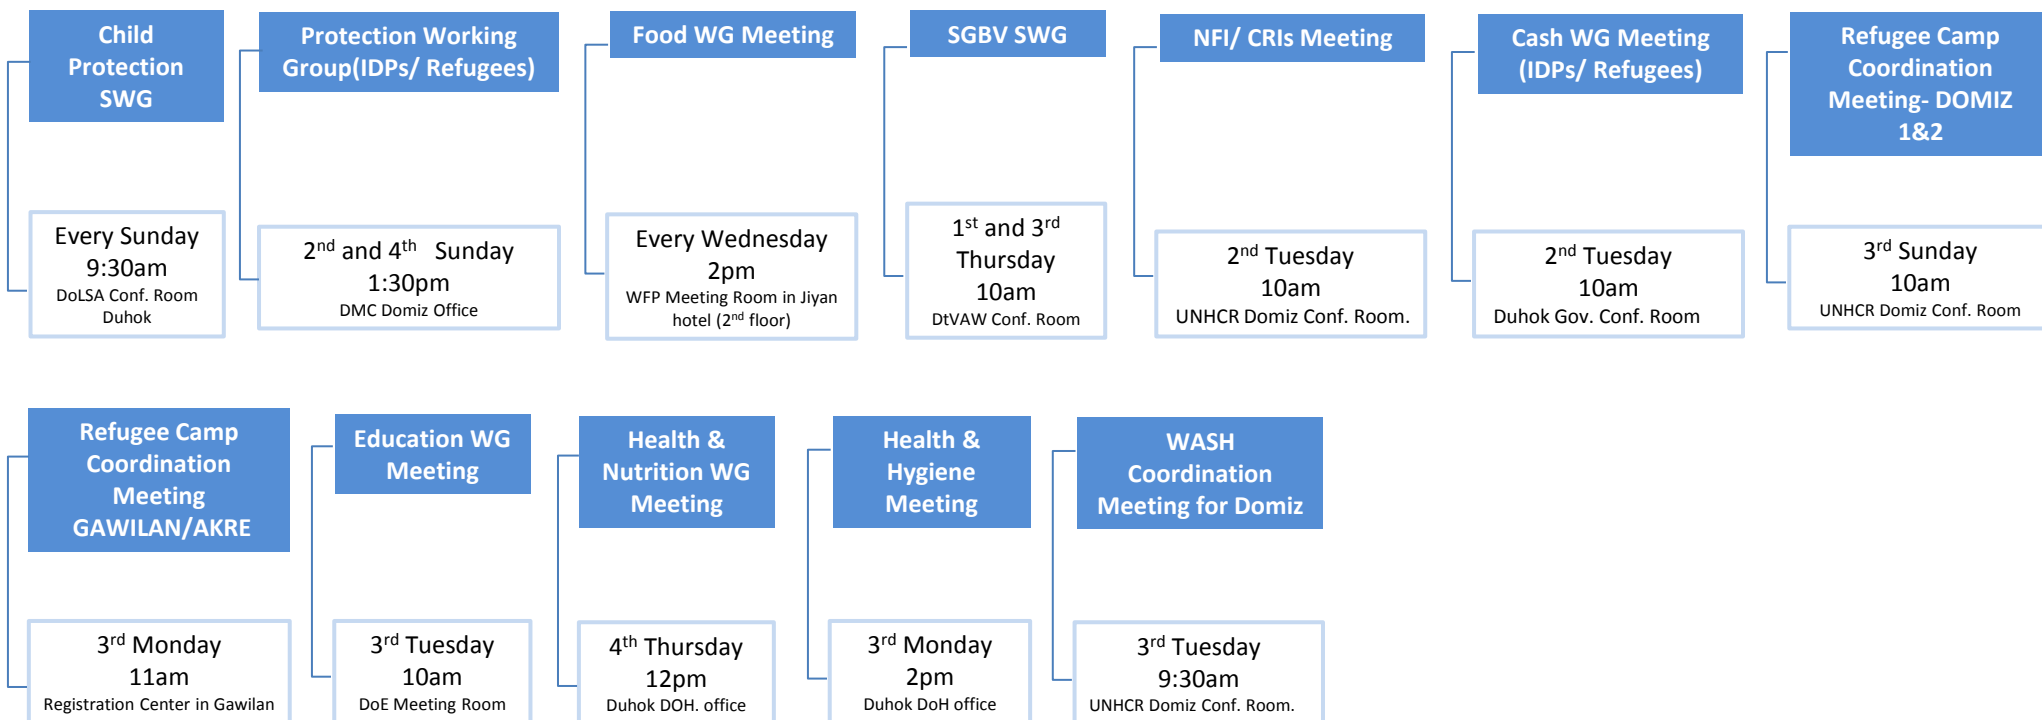 Child
Protection
SWG
Every Sunday
9:30am
DoLSA Conf. Room
Duhok
Protection Working
Group(IDPs/ Refugees)
2nd and 4th Sunday
1:30pm
DMC Domiz Office
Food WG Meeting
Every Wednesday
2pm
WFP Meeting Room in Jiyan
hotel (2nd floor)
SGBV SWG
1st and 3rd
Thursday
10am
DtVAW Conf. Room
NFI/ CRIs Meeting
2nd Tuesday
10am
UNHCR Domiz Conf. Room.
Cash WG Meeting
(IDPs/ Refugees)
2nd Tuesday
10am
Duhok Gov. Conf. Room
Refugee Camp
Coordination
Meeting- DOMIZ
1&2
3rd Sunday
10am
UNHCR Domiz Conf. Room
Refugee Camp
Coordination
Meeting
GAWILAN/AKRE
3rd Monday
11am
Registration Center in Gawilan
Education WG
Meeting
3rd Tuesday
10am
DoE Meeting Room
Health &
Nutrition WG
Meeting
4th Thursday
12pm
Duhok DOH. office
Health &
Hygiene
Meeting
3rd Monday
2pm
Duhok DoH office
WASH
Coordination
Meeting for Domiz
3rd Tuesday
9:30am
UNHCR Domiz Conf. Room.